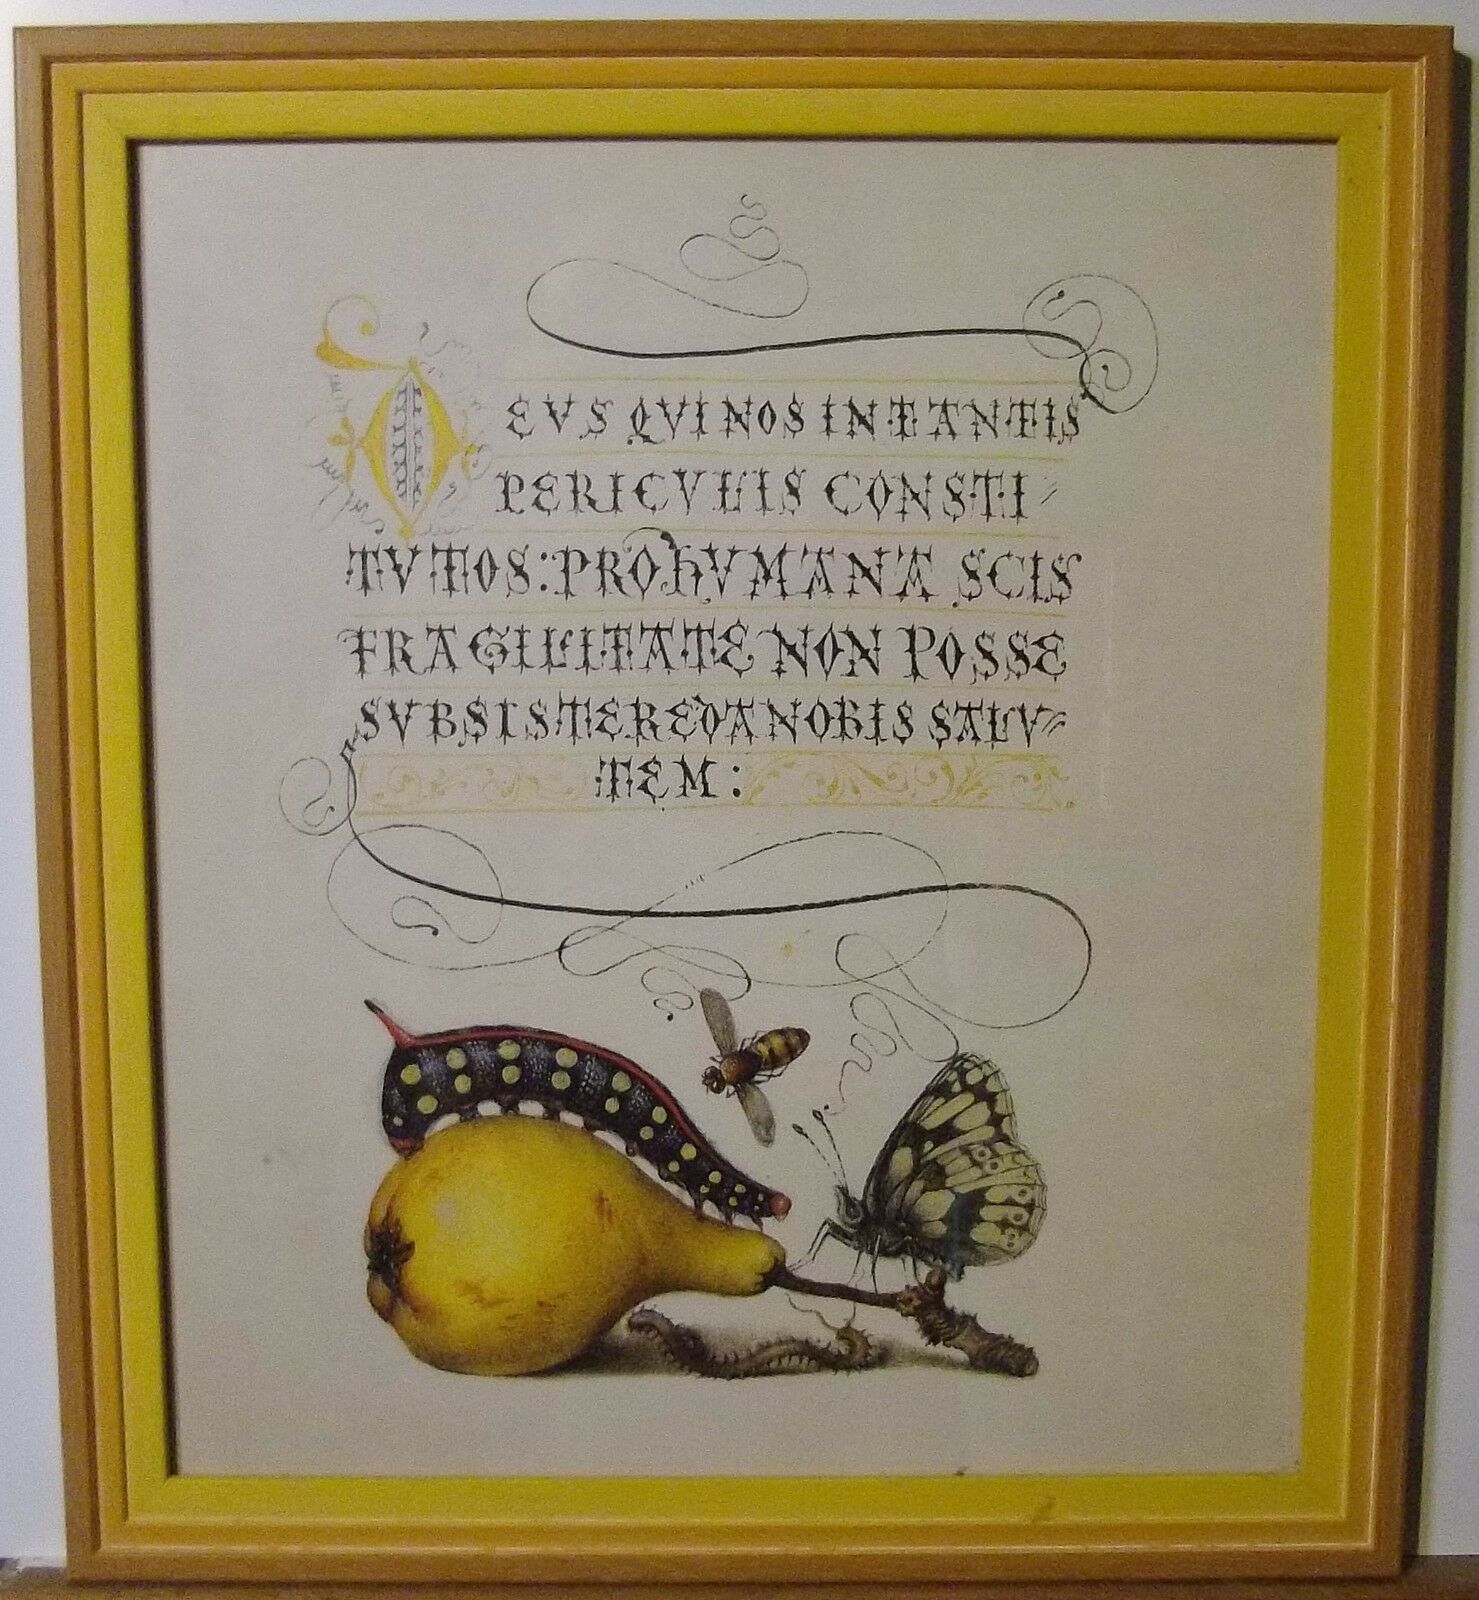 DEVS QVI NOS IN TANTIS
PERICVLIS CONSTI⸗
TVTOS: PRO HVMANA SCIS
FRAGILITATE NON POSSE
SVBSISTERE DA NOBIS SALV⸗
TEM: